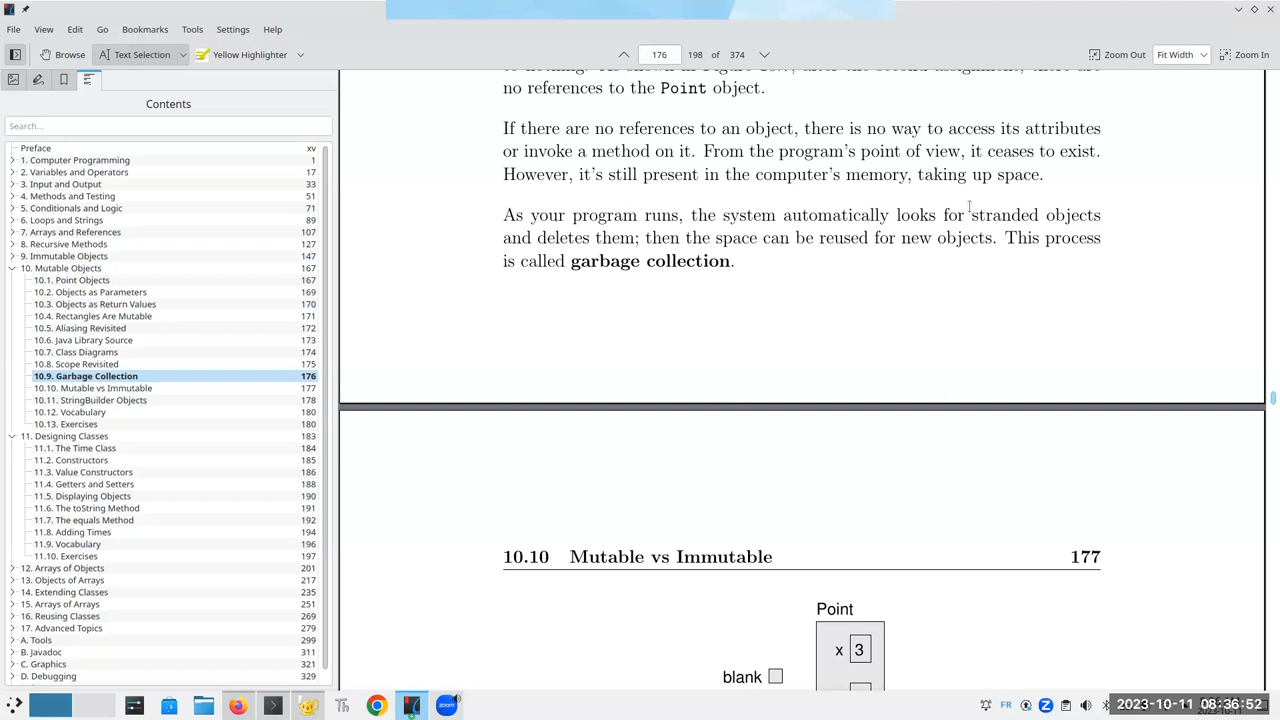 File View Edit Go Bookmarks Tools Settings Help
Browse Text Selection Yellow Highlighter 176 198 of 374 Zoom Out Fit Width Zoom In
Contents
Search...
Preface xv
1. Computer Programming 1
2. Variables and Operators 17
3. Input and Output 33
4. Methods and Testing 51
5. Conditionals and Logic 71
6. Loops and Strings 89
7. Arrays and References 107
8. Recursive Methods 127
9. Immutable Objects 147
10. Mutable Objects 167
10.1. Point Objects 167
10.2. Objects as Parameters 169
10.3. Objects as Return Values 170
10.4. Rectangles Are Mutable 171
10.5. Aliasing Revisited 172
10.6. Java Library Source 173
10.7. Class Diagrams 174
10.8. Scope Revisited 175
10.9. Garbage Collection 176
10.10. Mutable vs Immutable 177
10.11. StringBuilder Objects 178
10.12. Vocabulary 180
10.13. Exercises 180
11. Designing Classes 183
11.1. The Time Class 184
11.2. Constructors 185
11.3. Value Constructors 186
11.4. Getters and Setters 188
11.5. Displaying Objects 190
11.6. The toString Method 191
11.7. The equals Method 192
11.8. Adding Times 194
11.9. Vocabulary 196
11.10. Exercises 197
12. Arrays of Objects 201
13. Objects of Arrays 217
14. Extending Classes 235
15. Arrays of Arrays 251
16. Reusing Classes 269
17. Advanced Topics 279
A. Tools 299
B. Javadoc 311
C. Graphics 321
D. Debugging 329
no references to the Point object.
If there are no references to an object, there is no way to access its attributes
or invoke a method on it. From the program's point of view, it ceases to exist.
However, it's still present in the computer's memory, taking up space.
As your program runs, the system automatically looks for stranded objects
and deletes them; then the space can be reused for new objects. This process
is called garbage collection.
10.10 Mutable vs Immutable 177
Point
x 3
blank
zoom
FR
2023-10-11 08:36:52